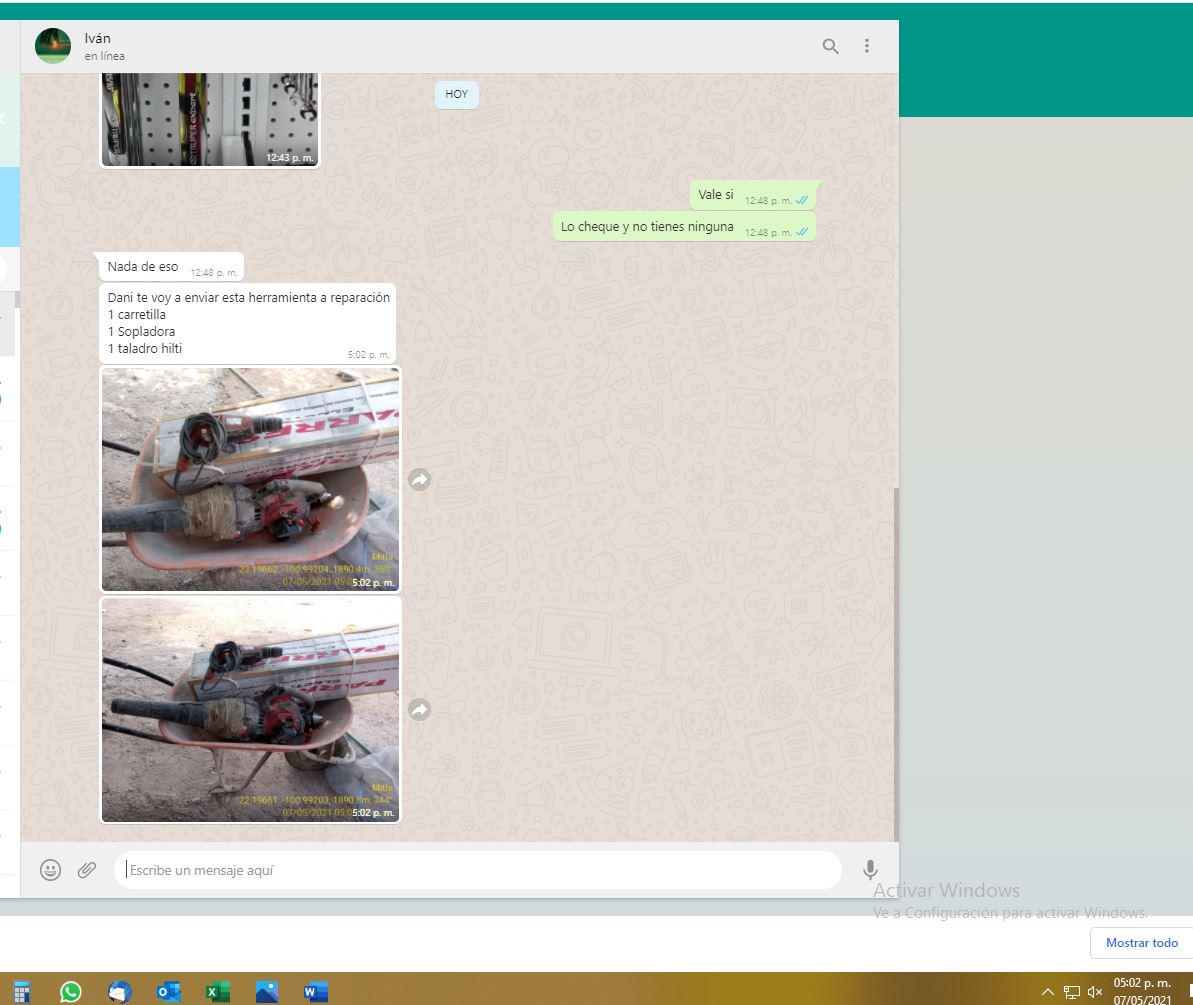 Iván
en línea
HOY
TRUPER expert
12:43 p. m.
Vale si 12:48 p. m.
Lo cheque y no tienes ninguna 12:48 p. m.
Nada de eso 12:48 p. m.
Dani te voy a enviar esta herramienta a reparación
1 carretilla
1 Sopladora
1 taladro hilti 5:02 p. m.
PARRES
Mitla
22.19662, -100.99204, 1890.4m, 350°
07/05/2021 05:0
5:02 p. m.
PARRES
Mitla
22.19661, -100.99203, 1890.8m, 344°
07/05/2021 05:0
5:02 p. m.
Escribe un mensaje aquí
Activar Windows
Ve a Configuración para activar Windows.
Mostrar todo
05:02 p. m.
07/05/2021